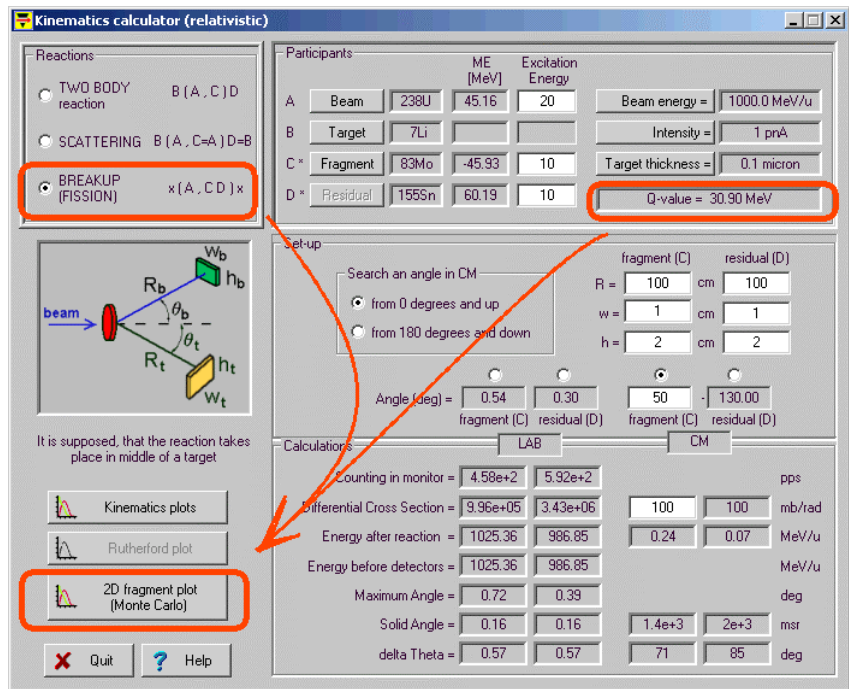 Kinematics calculator (relativistic)
Reactions
TWO BODY reaction B ( A , C ) D
SCATTERING B ( A , C=A ) D=B
BREAKUP (FISSION) x ( A , CD ) x
Participants
ME [MeV] Excitation Energy
A Beam 238U 45.16 20 Beam energy = 1000.0 MeV/u
B Target 7Li Intensity = 1 pnA
C * Fragment 83Mo -45.93 10 Target thickness = 0.1 micron
D * Residual 155Sn 60.19 10 Q-value = 30.90 MeV
Wb
hb
Rb
θb
beam
θt
Rt
ht
Wt
It is supposed, that the reaction takes
place in middle of a target
Kinematics plots
Rutherford plot
2D fragment plot
(Monte Carlo)
Quit Help
Set-up
Search an angle in CM
from 0 degrees and up
from 180 degrees and down
fragment (C) residual (D)
R = 100 cm 100
w = 1 cm 1
h = 2 cm 2
Angle (deg) = 0.54 0.30 50 - 130.00
fragment (C) residual (D) fragment (C) residual (D)
Calculations LAB CM
Counting in monitor = 4.58e+2 5.92e+2 pps
Differential Cross Section = 9.96e+05 3.43e+06 100 100 mb/rad
Energy after reaction = 1025.36 986.85 0.24 0.07 MeV/u
Energy before detectors = 1025.36 986.85 MeV/u
Maximum Angle = 0.72 0.39 deg
Solid Angle = 0.16 0.16 1.4e+3 2e+3 msr
delta Theta = 0.57 0.57 71 85 deg